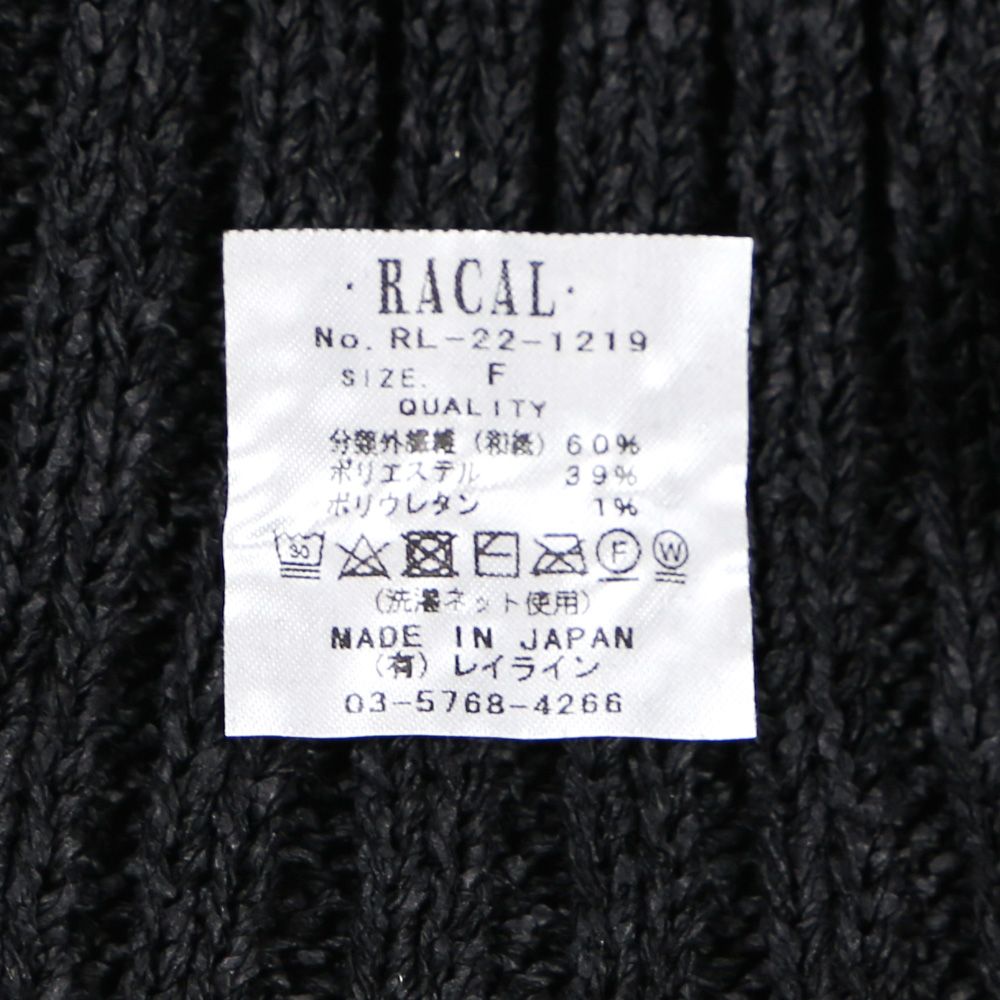 ・RACAL・
No. RL-22-1219
SIZE. F
QUALITY
分類外繊維（和紙）60%
ポリエステル 39%
ポリウレタン 1%
30 F W
（洗濯ネット使用）
MADE IN JAPAN
（有）レイライン
03-5768-4266